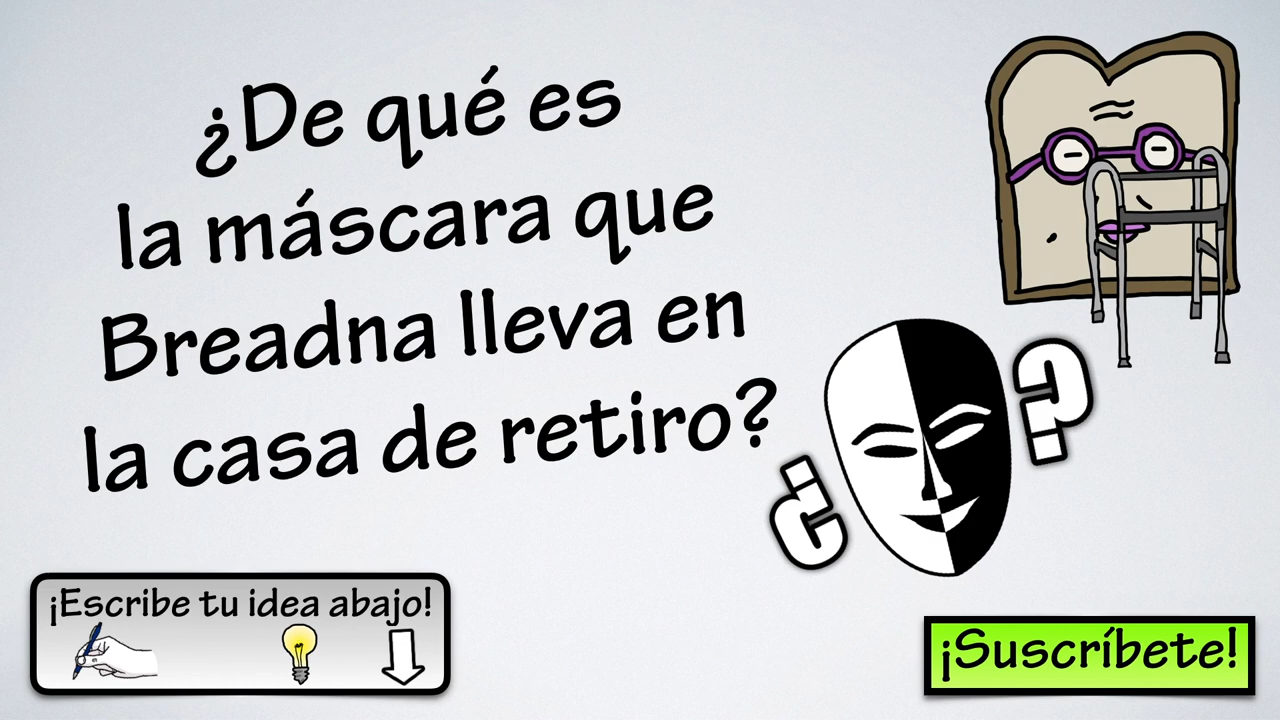 ¿De qué es
la máscara que
Breadna lleva en
la casa de retiro?
¿?
¡Escribe tu idea abajo!
¡Suscríbete!